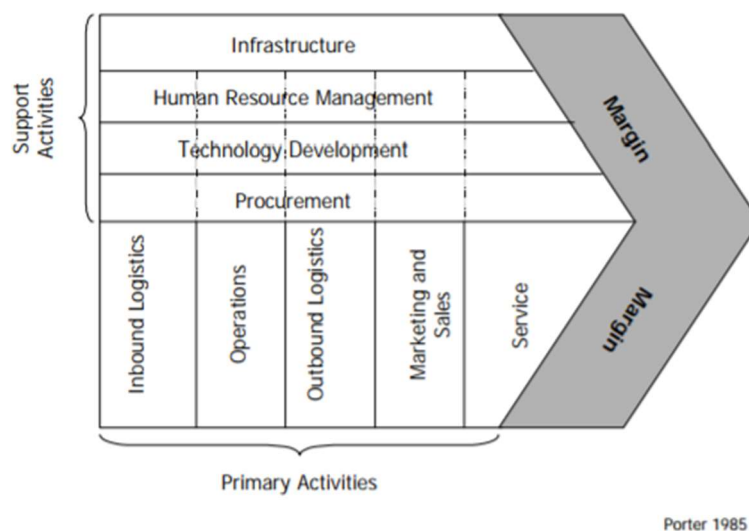 Support
Activities
Infrastructure
Human Resource Management
Technology Development
Procurement
Inbound Logistics
Operations
Outbound Logistics
Marketing and
Sales
Service
Margin
Margin
Primary Activities
Porter 1985